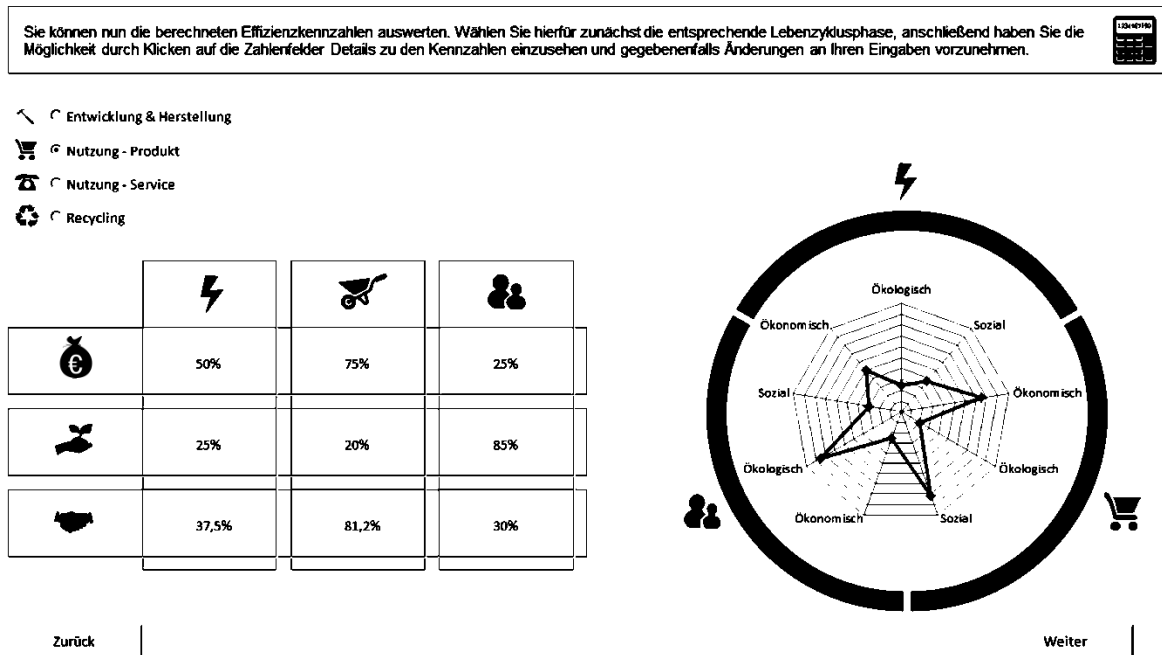 Sie können nun die berechneten Effizienzkennzahlen auswerten. Wählen Sie hierfür zunächst die entsprechende Lebenzyklusphase, anschließend haben Sie die
Möglichkeit durch Klicken auf die Zahlenfelder Details zu den Kennzahlen einzusehen und gegebenenfalls Änderungen an Ihren Eingaben vorzunehmen.
Entwicklung & Herstellung
Nutzung - Produkt
Nutzung - Service
Recycling
€
50%
75%
25%
25%
20%
85%
37,5%
81,2%
30%
Ökologisch
Sozial
Ökonomisch
Ökologisch
Sozial
Ökonomisch
Ökologisch
Sozial
Ökonomisch
Zurück
Weiter